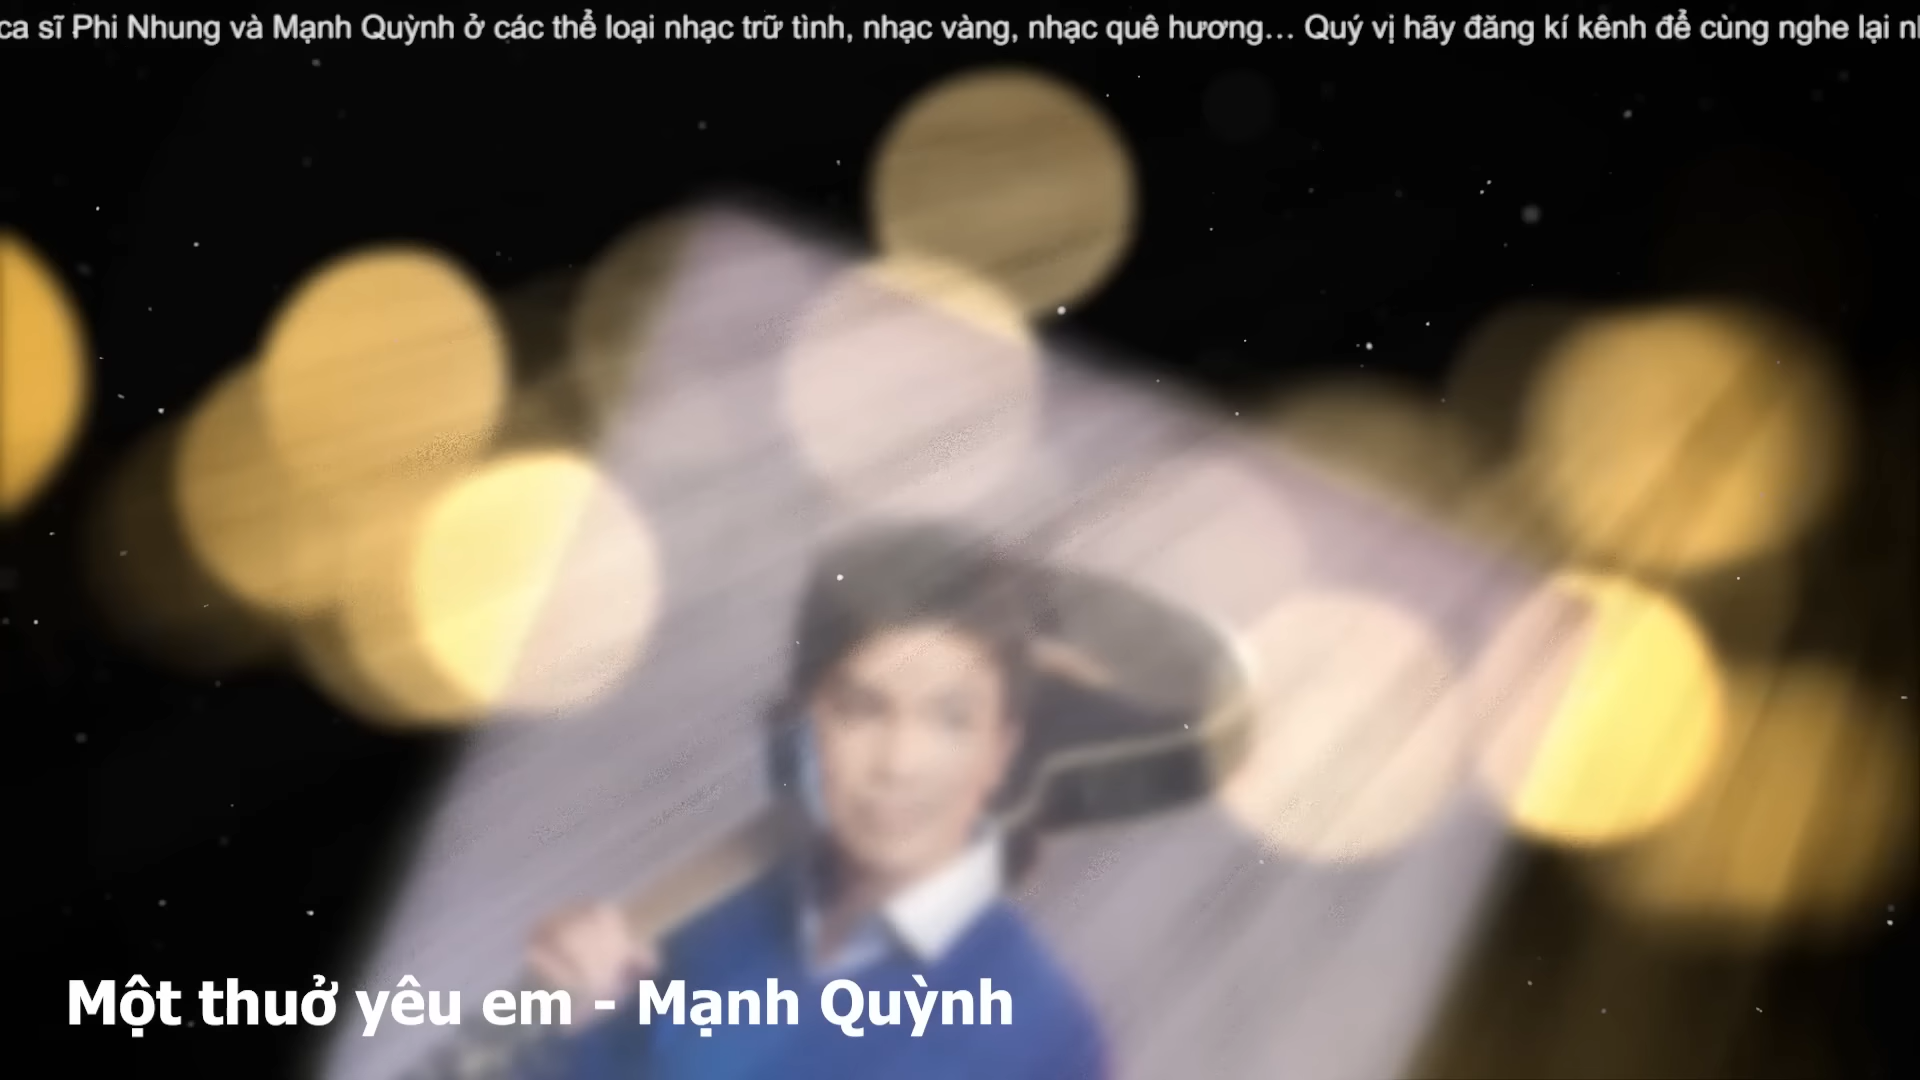 ca sĩ Phi Nhung và Mạnh Quỳnh ở các thể loại nhạc trữ tình, nhạc vàng, nhạc quê hương... Quý vị hãy đăng kí kênh để cùng nghe lại
Một thuở yêu em - Mạnh Quỳnh